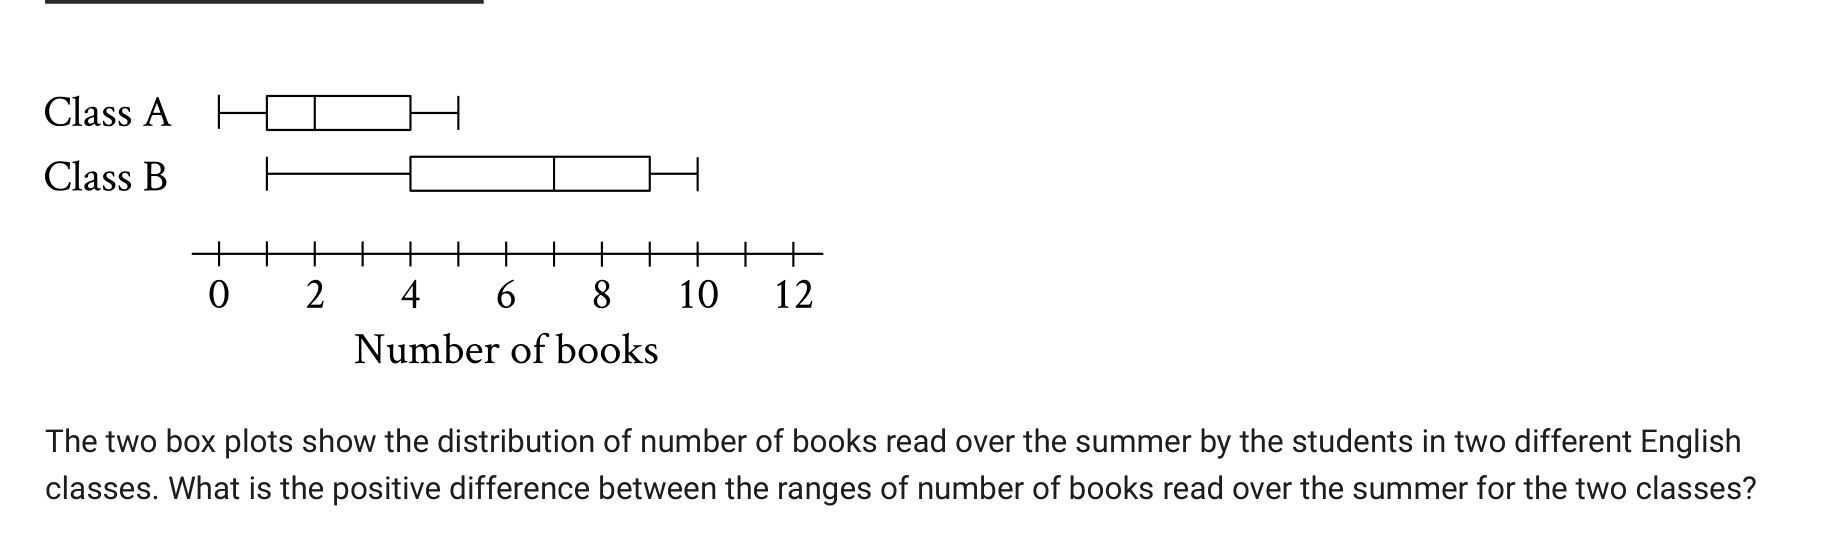 Class A
Class B
0 2 4 6 8 10 12
Number of books
The two box plots show the distribution of number of books read over the summer by the students in two different English
classes. What is the positive difference between the ranges of number of books read over the summer for the two classes?